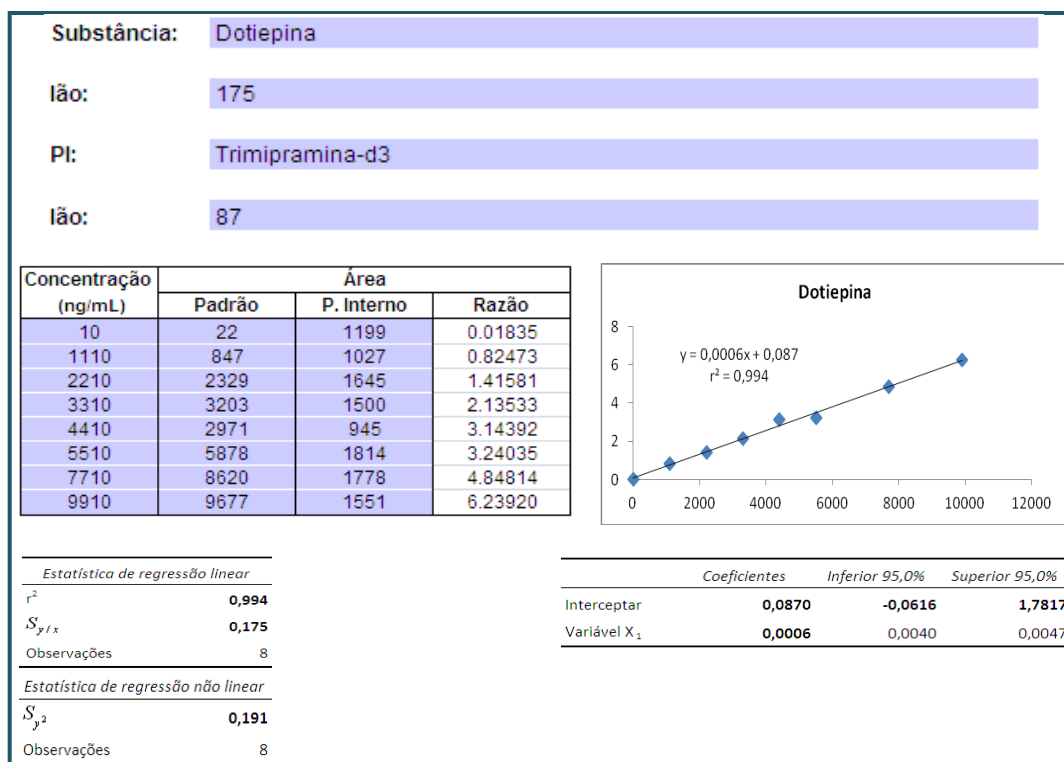 Substância: Dotiepina
Ião: 175
PI: Trimipramina-d3
Ião: 87
Concentração (ng/mL) Área
Padrão P. Interno Razão
10 22 1199 0.01835
1110 847 1027 0.82473
2210 2329 1645 1.41581
3310 3203 1500 2.13533
4410 2971 945 3.14392
5510 5878 1814 3.24035
7710 8620 1778 4.84814
9910 9677 1551 6.23920
Dotiepina
y = 0,0006x + 0,087
r² = 0,994
8
6
4
2
0
0 2000 4000 6000 8000 10000 12000
Estatística de regressão linear
r² 0,994
S y/x 0,175
Observações 8
Estatística de regressão não linear
S y² 0,191
Observações 8
Coeficientes Inferior 95,0% Superior 95,0%
Interceptar 0,0870 -0,0616 1,7817
Variável X₁ 0,0006 0,0040 0,0047